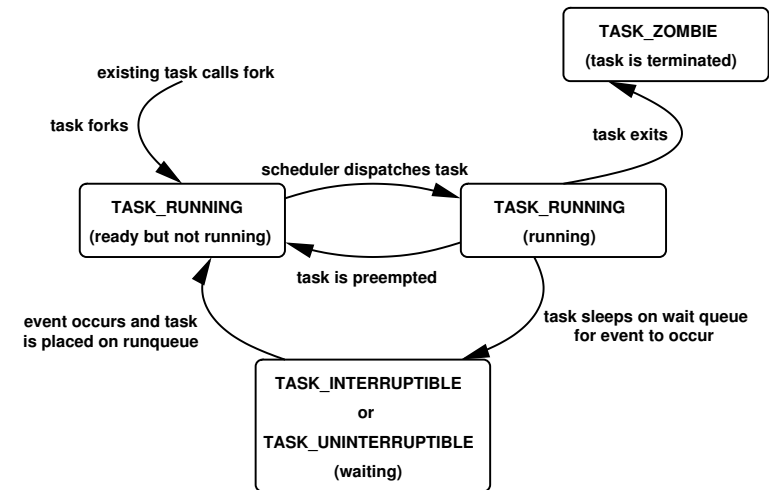 TASK_ZOMBIE
(task is terminated)
existing task calls fork
task forks
task exits
scheduler dispatches task
TASK_RUNNING
(ready but not running)
TASK_RUNNING
(running)
task is preempted
event occurs and task
is placed on runqueue
task sleeps on wait queue
for event to occur
TASK_INTERRUPTIBLE
or
TASK_UNINTERRUPTIBLE
(waiting)